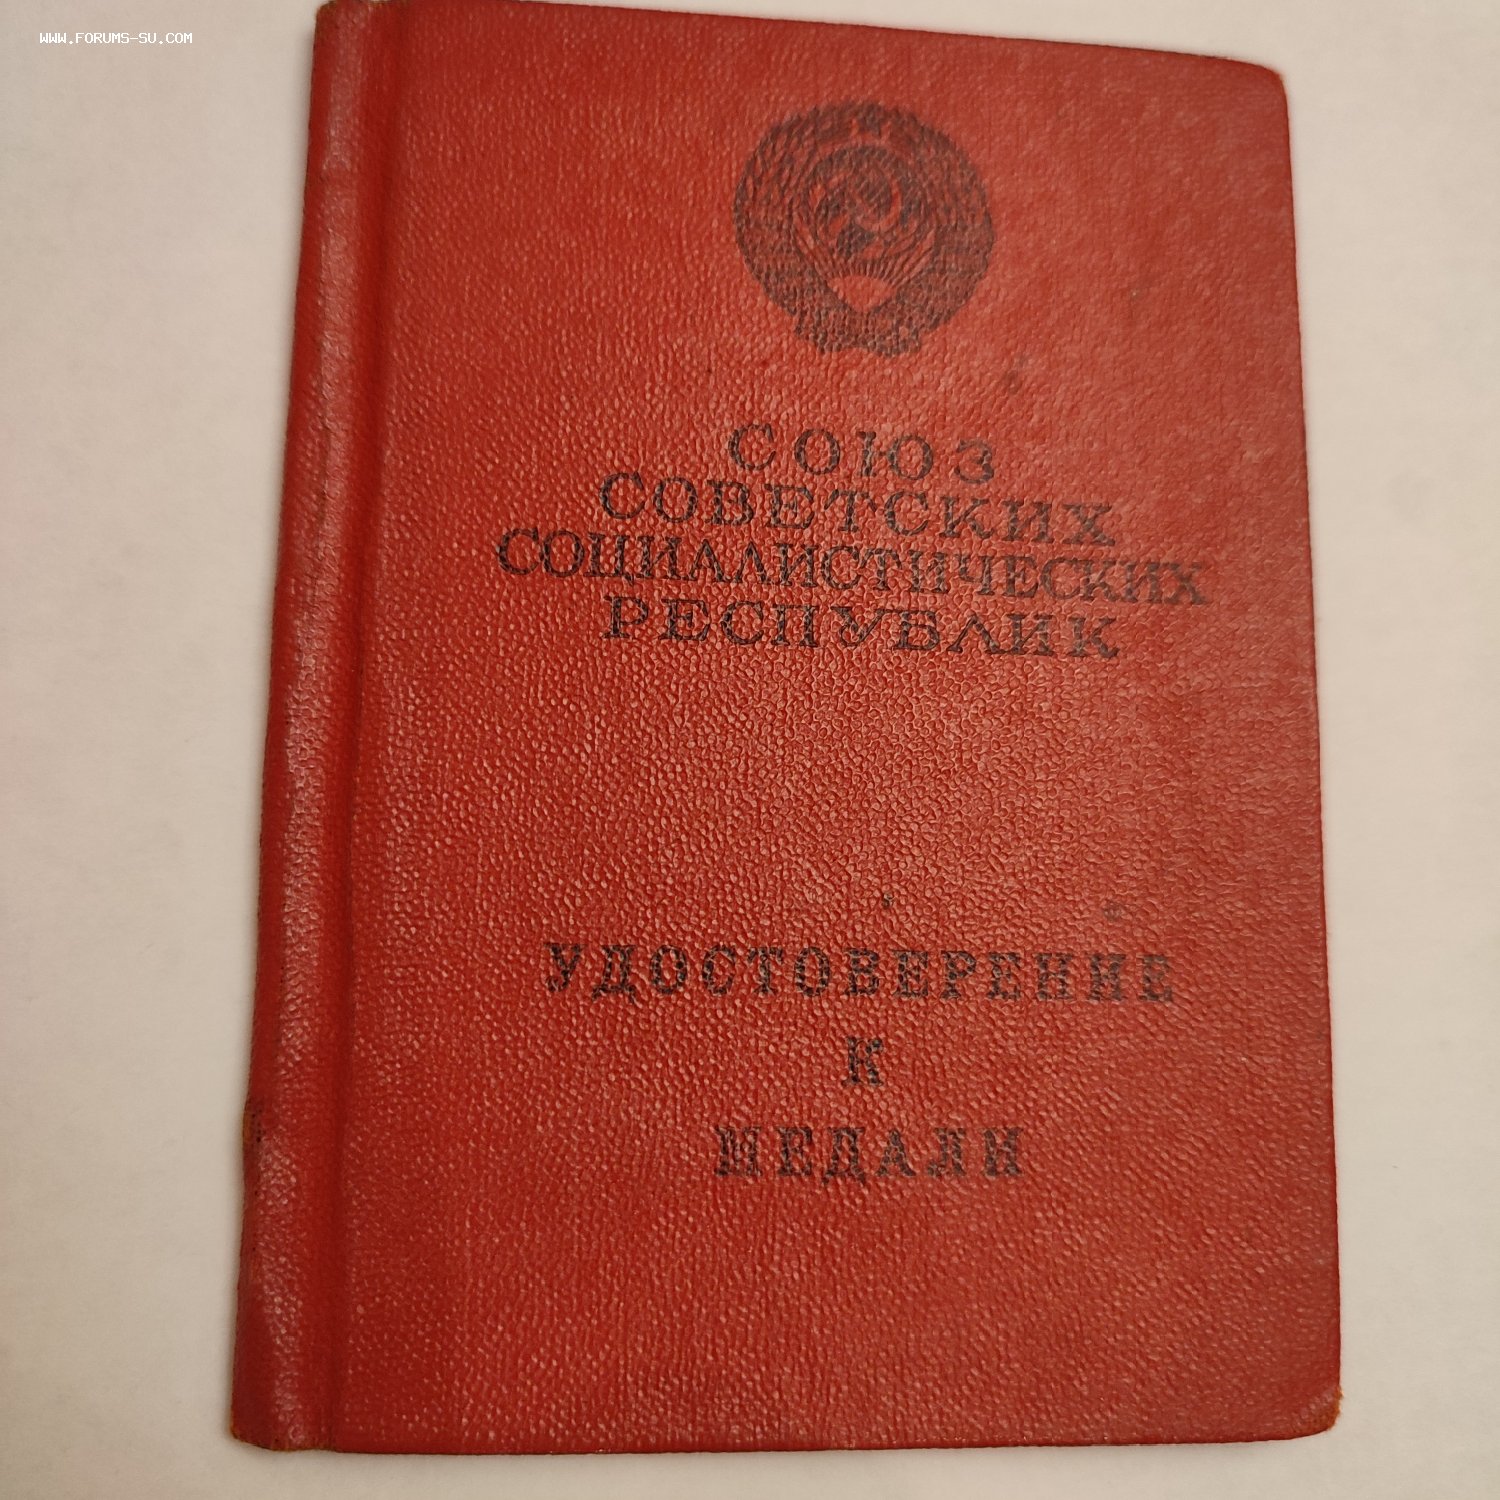 WWW.FORUMS-SU.COM
СОЮЗ
СОВЕТСКИХ
СОЦИАЛИСТИЧЕСКИХ
РЕСПУБЛИК
УДОСТОВЕРЕНИЕ
К
МЕДАЛИ